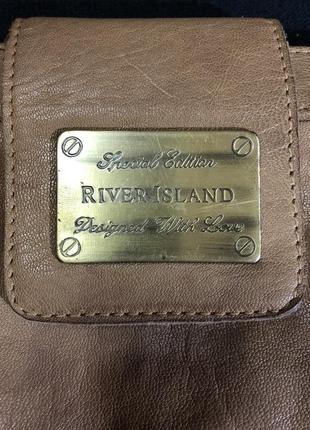 Special Edition
RIVER ISLAND
Designed With Love